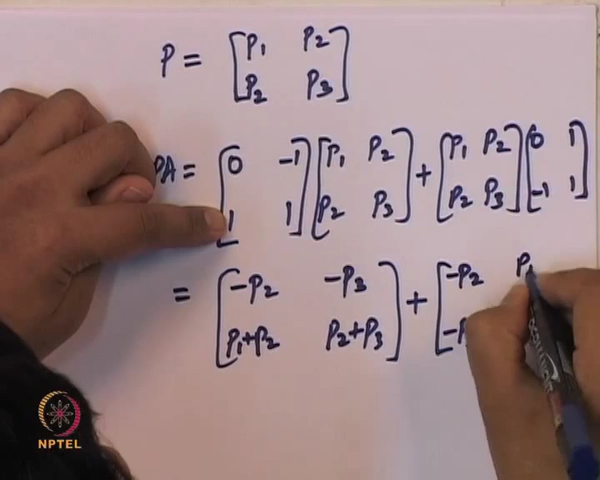 P = [P1 P2
P2 P3]
PA = [0 -1 [P1 P2 + [P1 P2 [0 1
1 1] P2 P3] P2 P3] -1 1]
= [-P2 -P3 + [-P2 P1
P1+P2 P2+P3] -P
NPTEL